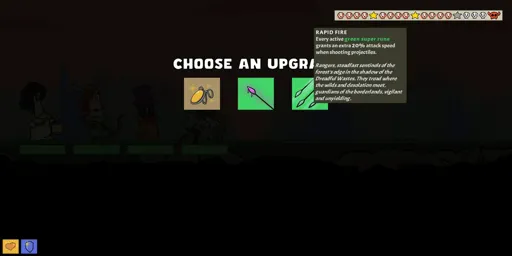 RAPID FIRE
Every active green super rune
grants an extra 20% attack speed
when shooting projectiles.
Rangers, steadfast sentinels of the
forest's edge in the shadow of the
Dreadful Wastes. They tread where
the wilds and desolation meet,
guardians of the borderlands, vigilant
and unyielding.
CHOOSE AN UPGRA